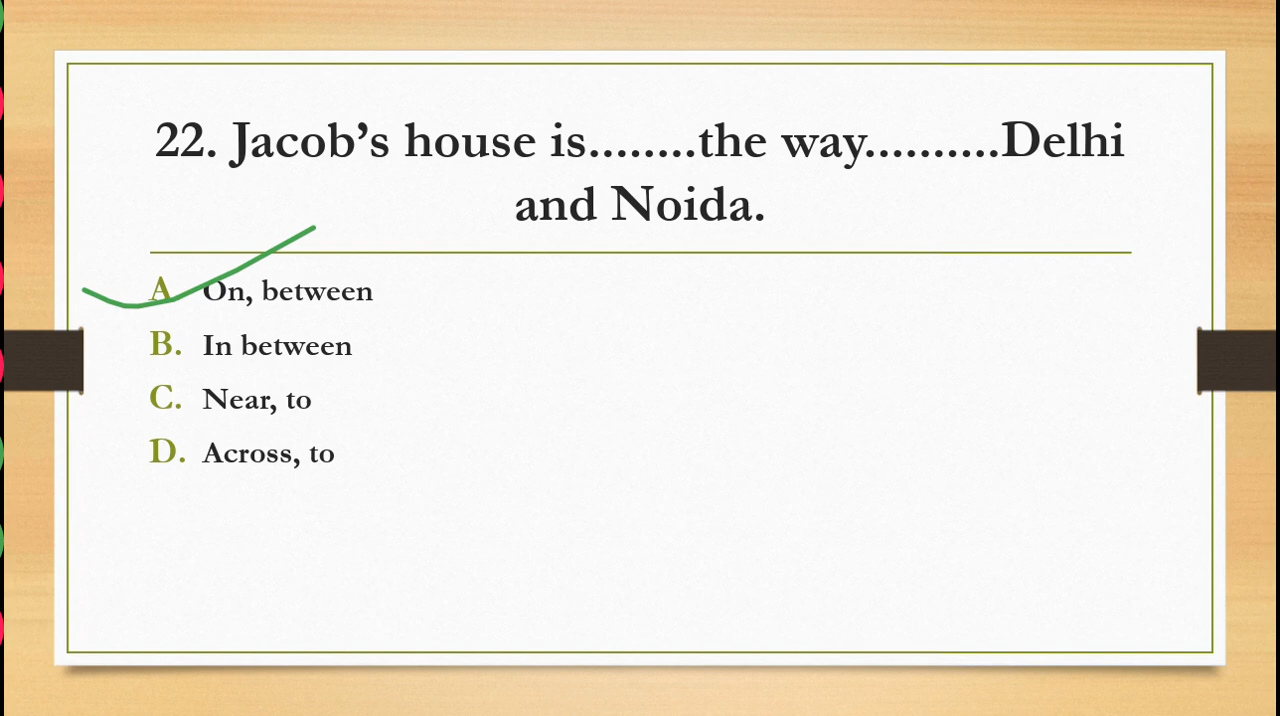 22. Jacob’s house is........the way..........Delhi
and Noida.
A. On, between
B. In between
C. Near, to
D. Across, to